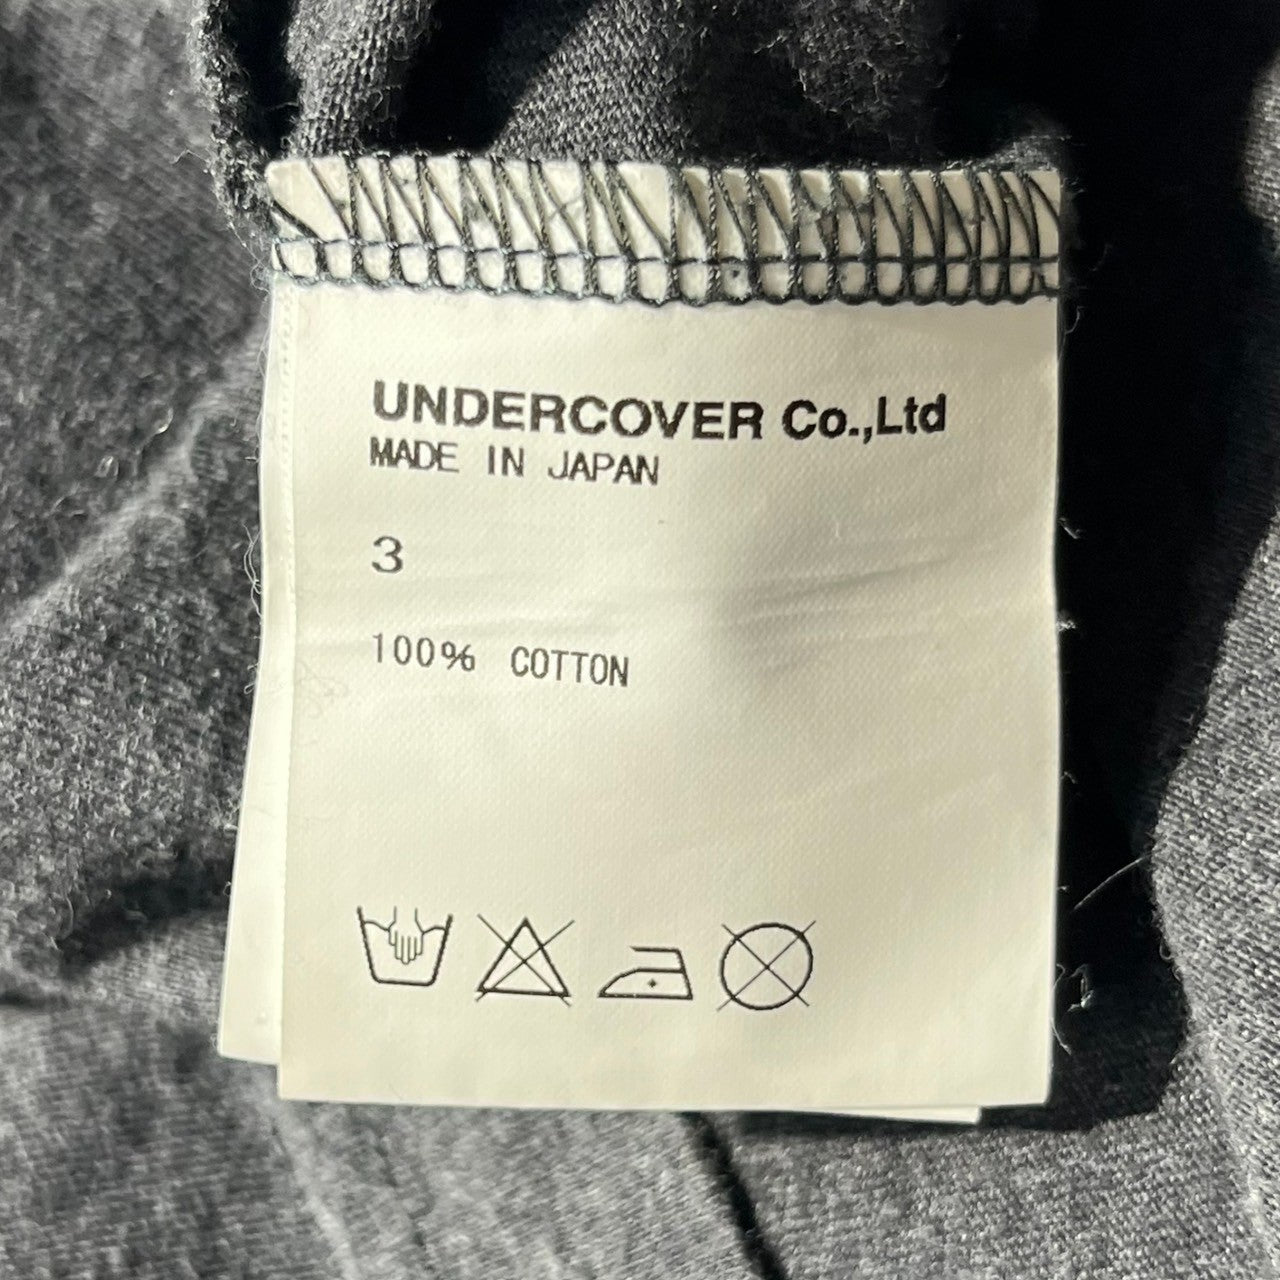 UNDERCOVER Co.,Ltd
MADE IN JAPAN
3
100% COTTON